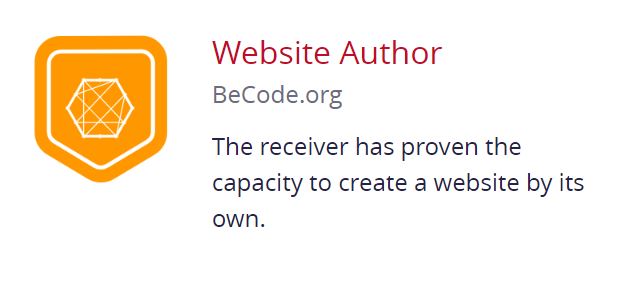 Website Author
BeCode.org
The receiver has proven the
capacity to create a website by its
own.